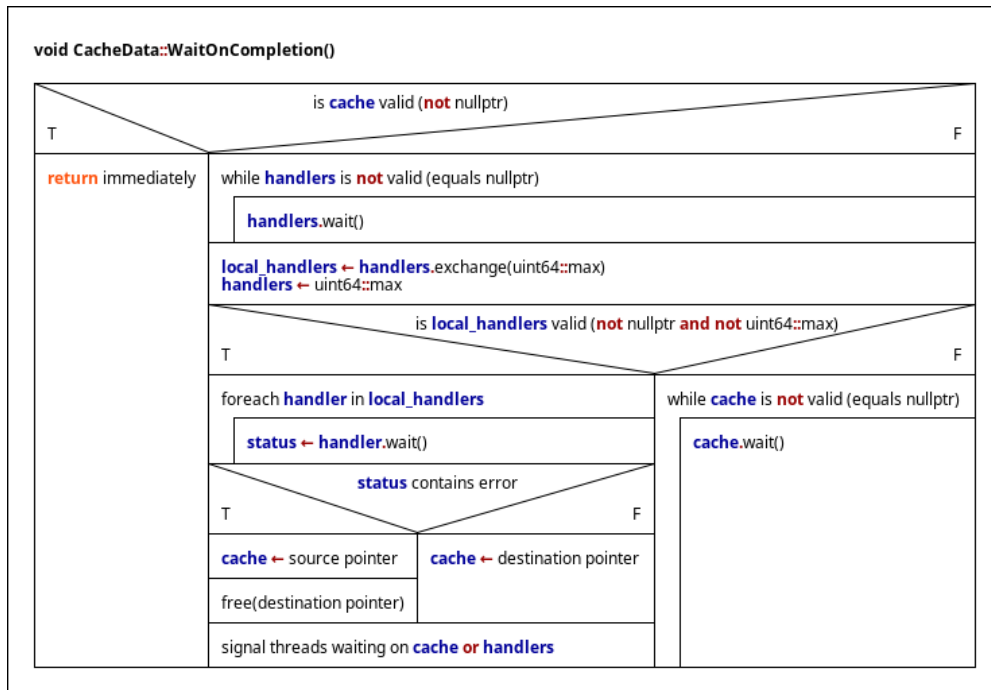 void CacheData::WaitOnCompletion()
is cache valid (not nullptr)
T
F
return immediately
while handlers is not valid (equals nullptr)
handlers.wait()
local_handlers ← handlers.exchange(uint64::max)
handlers ← uint64::max
is local_handlers valid (not nullptr and not uint64::max)
T
F
foreach handler in local_handlers
while cache is not valid (equals nullptr)
status ← handler.wait()
cache.wait()
status contains error
T
F
cache ← source pointer
cache ← destination pointer
free(destination pointer)
signal threads waiting on cache or handlers